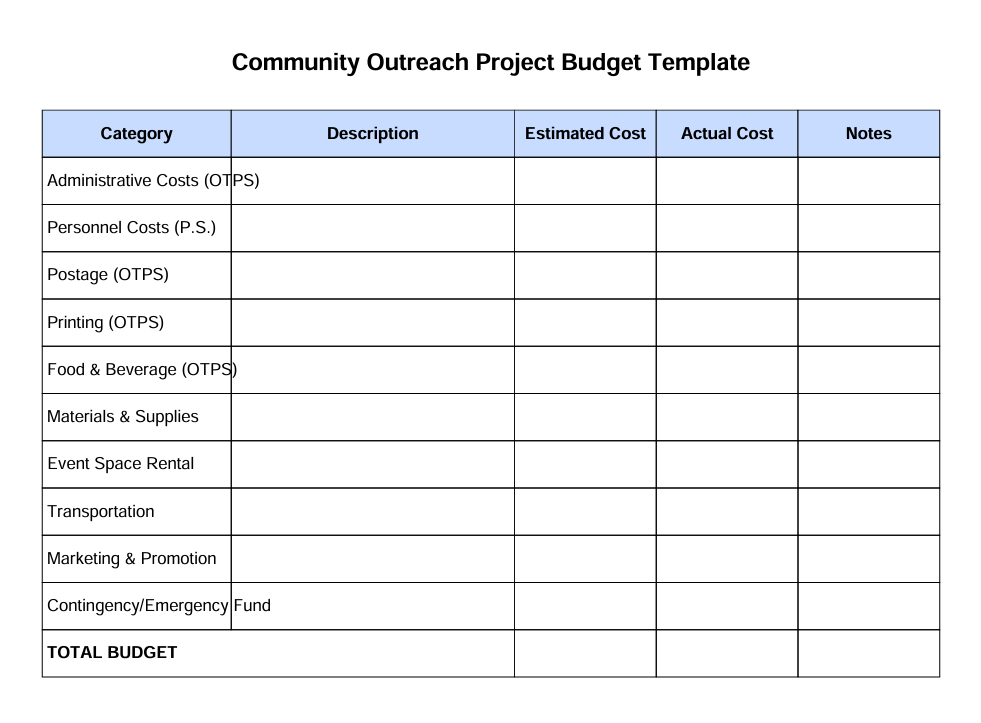 Community Outreach Project Budget Template
Category Description Estimated Cost Actual Cost Notes
Administrative Costs (OTPS)
Personnel Costs (P.S.)
Postage (OTPS)
Printing (OTPS)
Food & Beverage (OTPS)
Materials & Supplies
Event Space Rental
Transportation
Marketing & Promotion
Contingency/Emergency Fund
TOTAL BUDGET